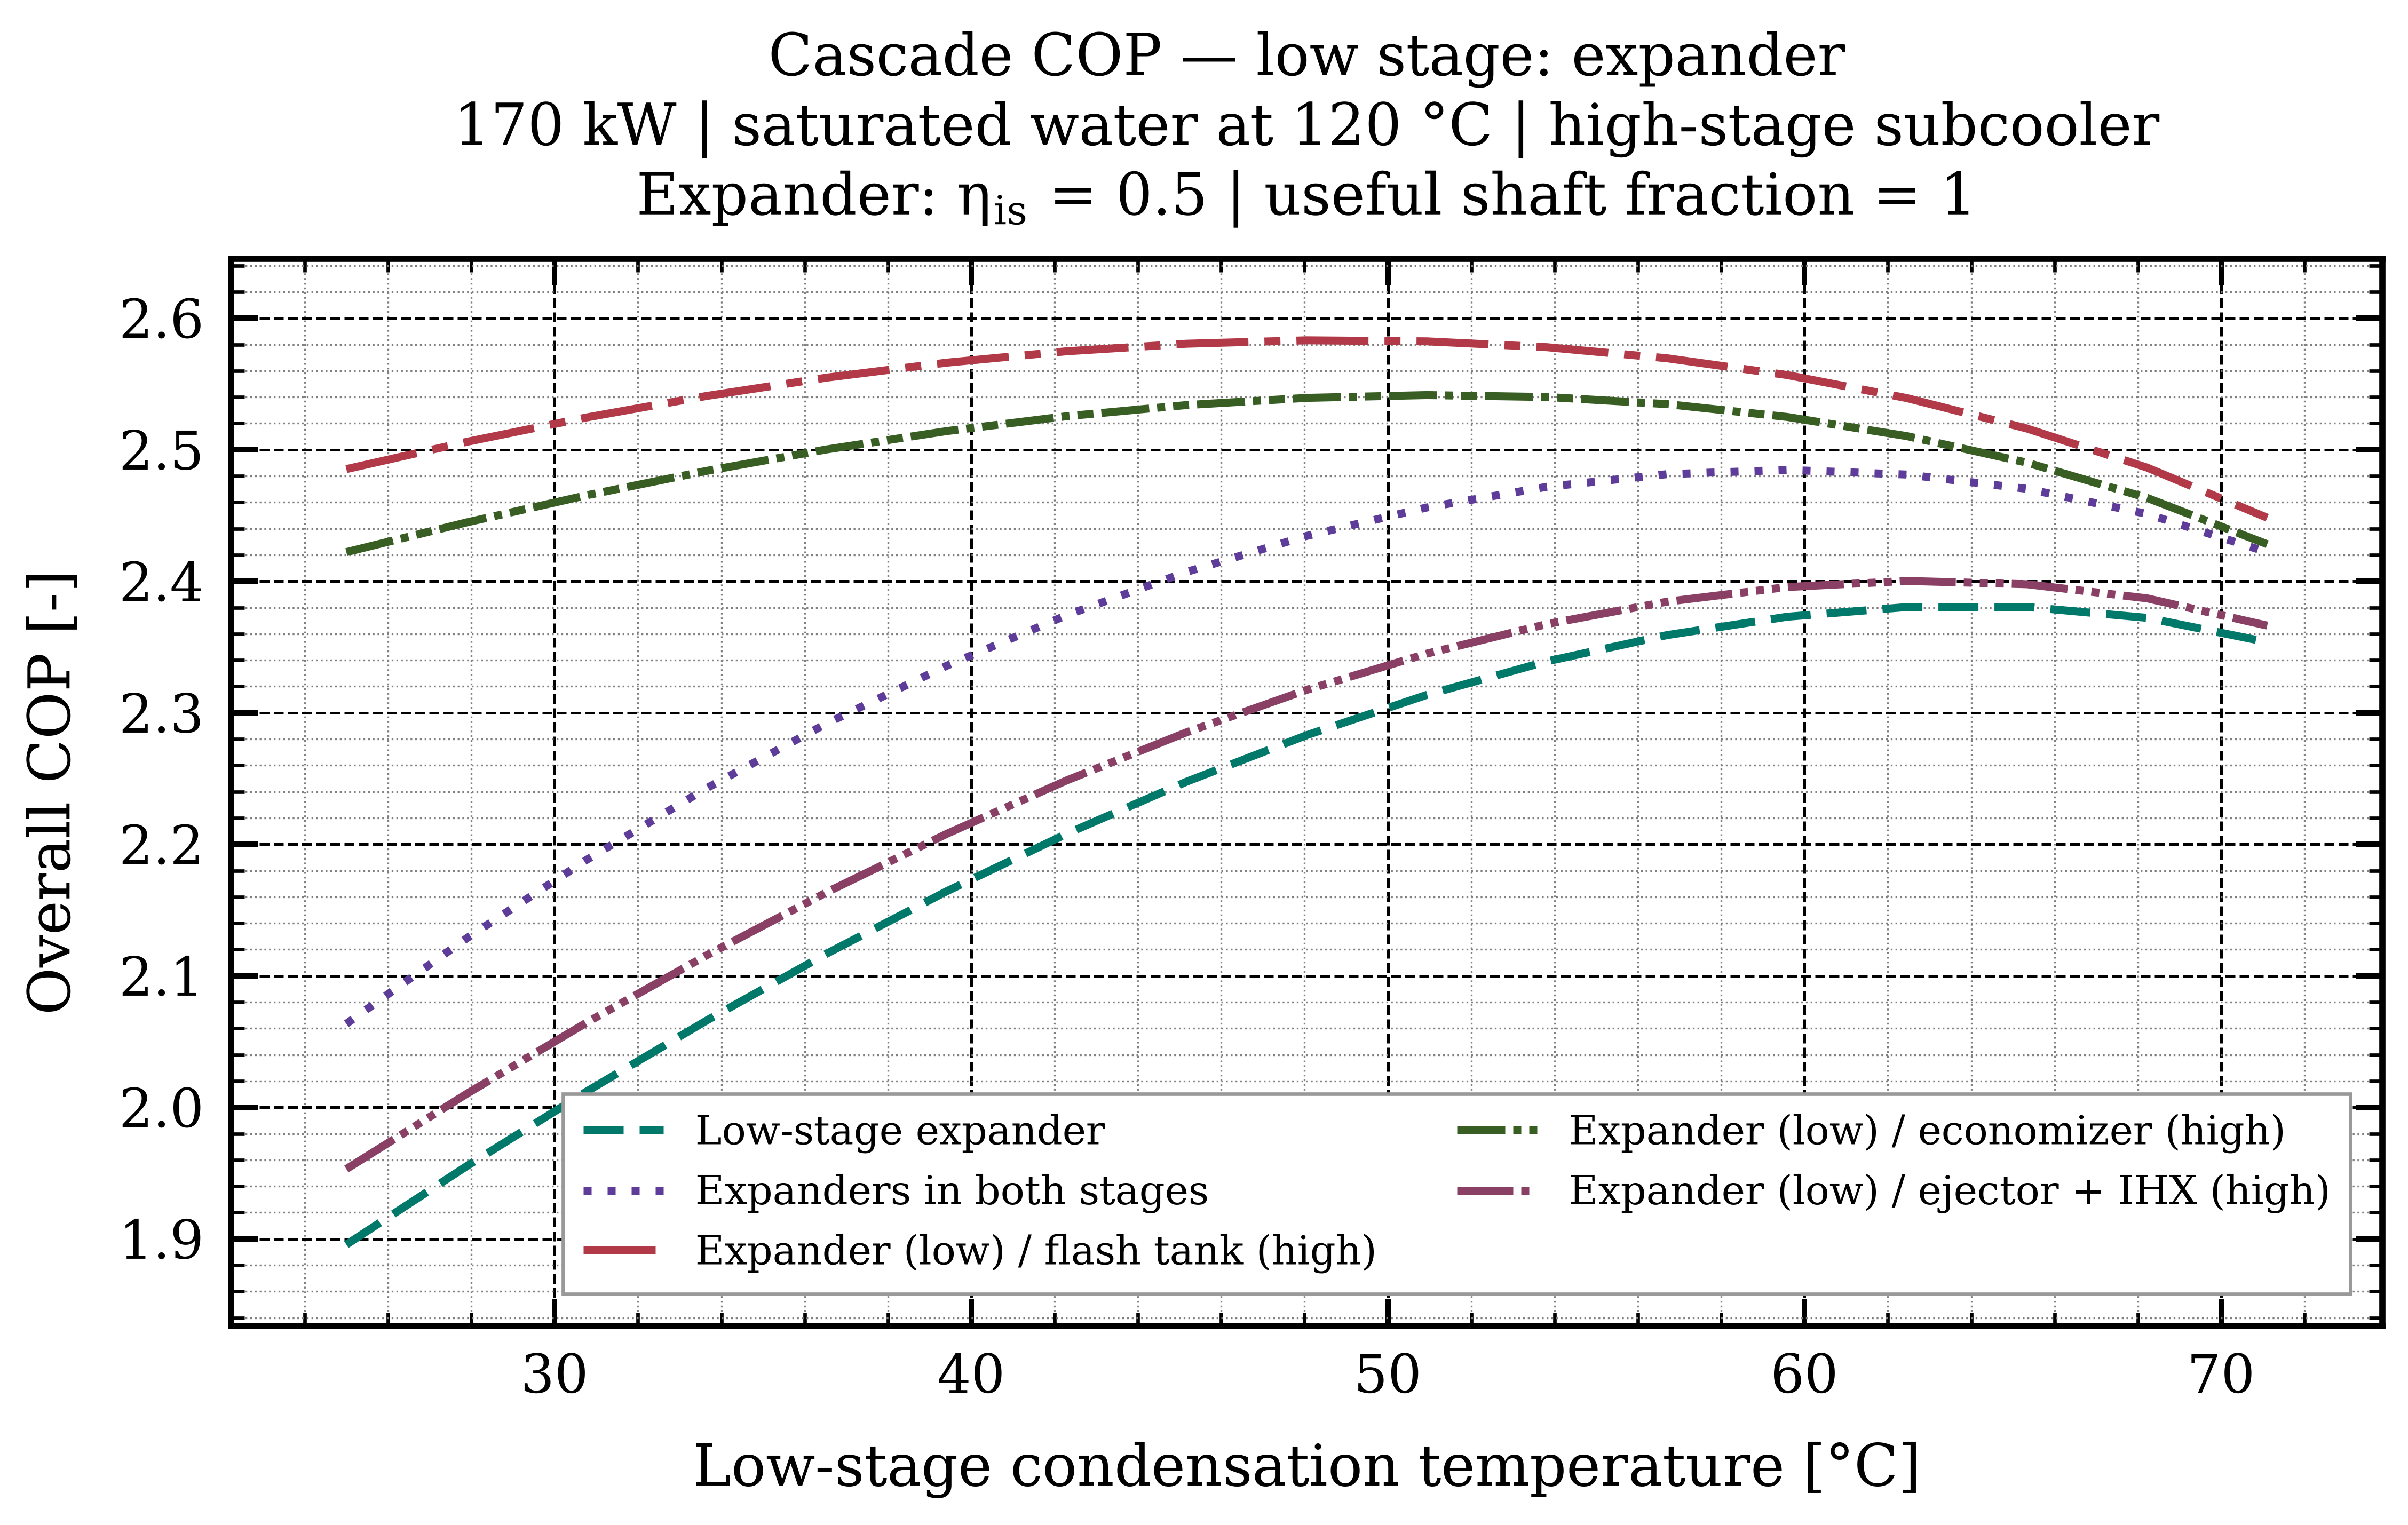 Cascade COP — low stage: expander
170 kW | saturated water at 120 °C | high-stage subcooler
Expander: ηis = 0.5 | useful shaft fraction = 1
Overall COP [-]
2.6
2.5
2.4
2.3
2.2
2.1
2.0
1.9
Low-stage expander
Expanders in both stages
Expander (low) / flash tank (high)
Expander (low) / economizer (high)
Expander (low) / ejector + IHX (high)
30 40 50 60 70
Low-stage condensation temperature [°C]